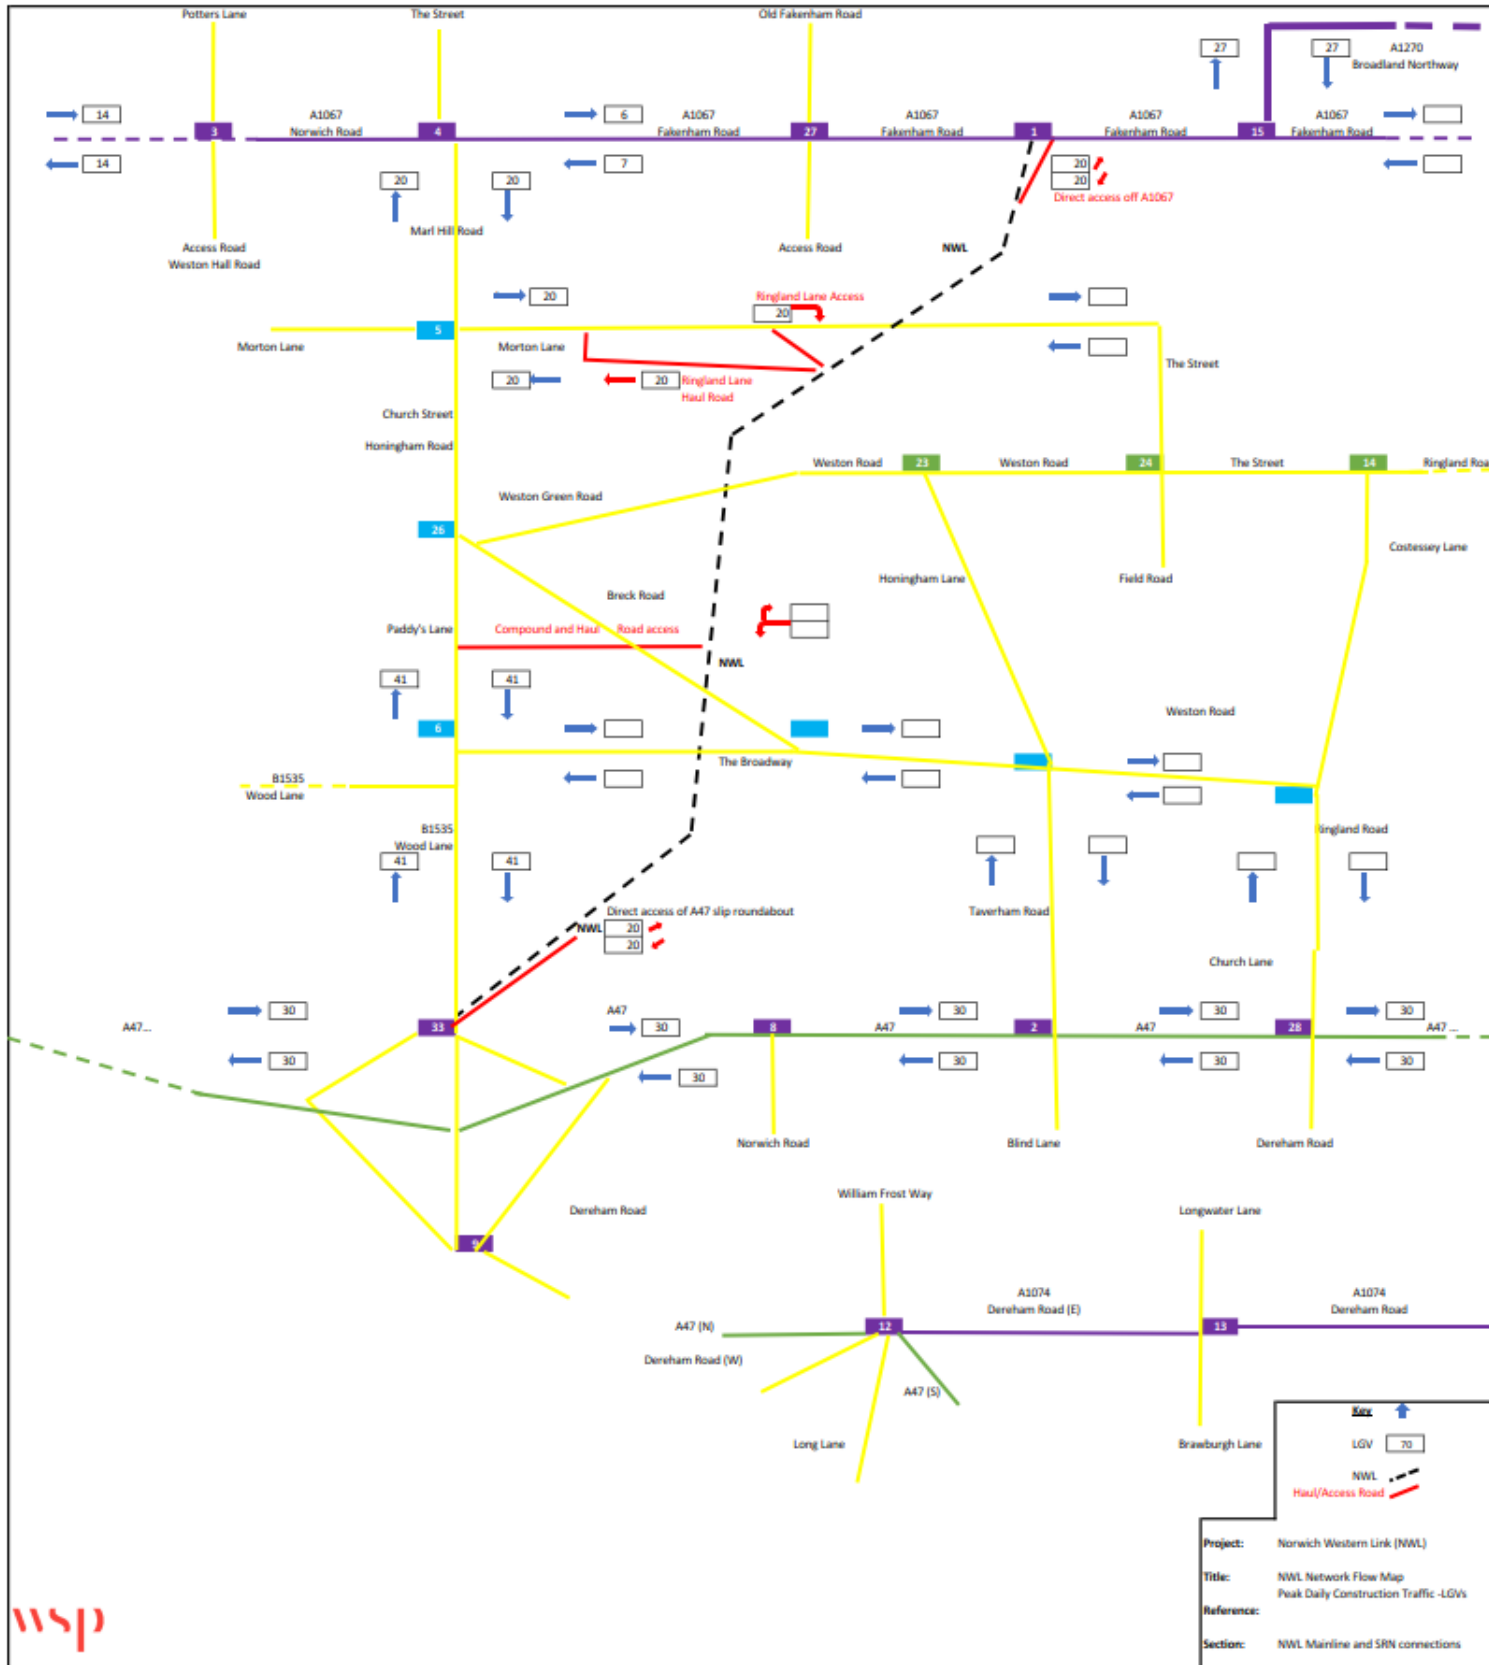 Potters Lane
The Street
Old Fakenham Road
27
27
A1270
Broadland Northway
14
A1067
6
A1067
A1067
A1067
A1067
3
Norwich Road
4
Fakenham Road
27
Fakenham Road
1
Fakenham Road
15
Fakenham Road
14
7
20
20
20
20
Direct access off A1067
Marl Hill Road
Access Road
Weston Hall Road
Access Road
NWL
20
Ringland Lane Access
20
5
Morton Lane
Morton Lane
The Street
20
20
Ringland Lane
Haul Road
Church Street
Honingham Road
Weston Road
23
Weston Road
24
The Street
14
Ringland Roa
Weston Green Road
26
Costessey Lane
Honingham Lane
Field Road
Breck Road
Paddy's Lane
Compound and Haul Road access
NWL
41
41
Weston Road
6
The Broadway
B1535
Wood Lane
B1535
Wood Lane
Ringland Road
41
41
Direct access of A47 slip roundabout
Taverham Road
NWL
20
20
Church Lane
30
A47
30
30
30
A47...
33
30
8
A47
2
A47
28
A47 ...
30
30
30
30
30
Norwich Road
Blind Lane
Dereham Road
William Frost Way
Dereham Road
Longwater Lane
9
A1074
Dereham Road (E)
A1074
Dereham Road
A47 (N)
12
13
Dereham Road (W)
A47 (S)
Long Lane
Brawburgh Lane
Key
LGV
70
NWL
Haul/Access Road
Project: Norwich Western Link (NWL)
Title: NWL Network Flow Map
Peak Daily Construction Traffic -LGVs
Reference:
Section: NWL Mainline and SRN connections
wsp